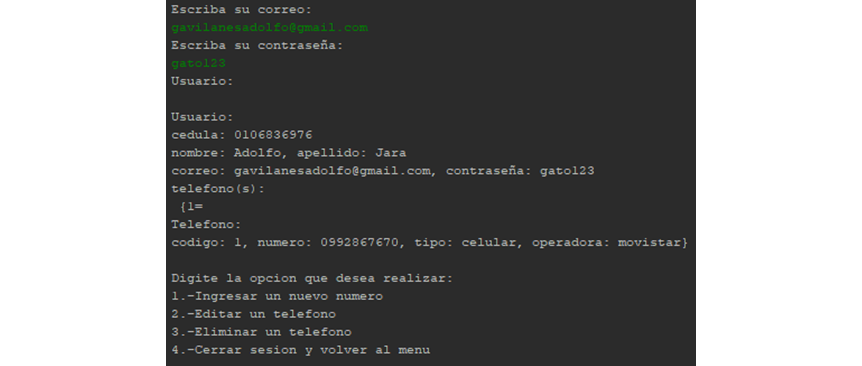 Escriba su correo:
gavilanesadolfo@gmail.com
Escriba su contraseña:
gato123
Usuario:
Usuario:
cedula: 0106836976
nombre: Adolfo, apellido: Jara
correo: gavilanesadolfo@gmail.com, contraseña: gato123
telefono(s):
{1=
Telefono:
codigo: 1, numero: 0992867670, tipo: celular, operadora: movistar}
Digite la opcion que desea realizar:
1.-Ingresar un nuevo numero
2.-Editar un telefono
3.-Eliminar un telefono
4.-Cerrar sesion y volver al menu